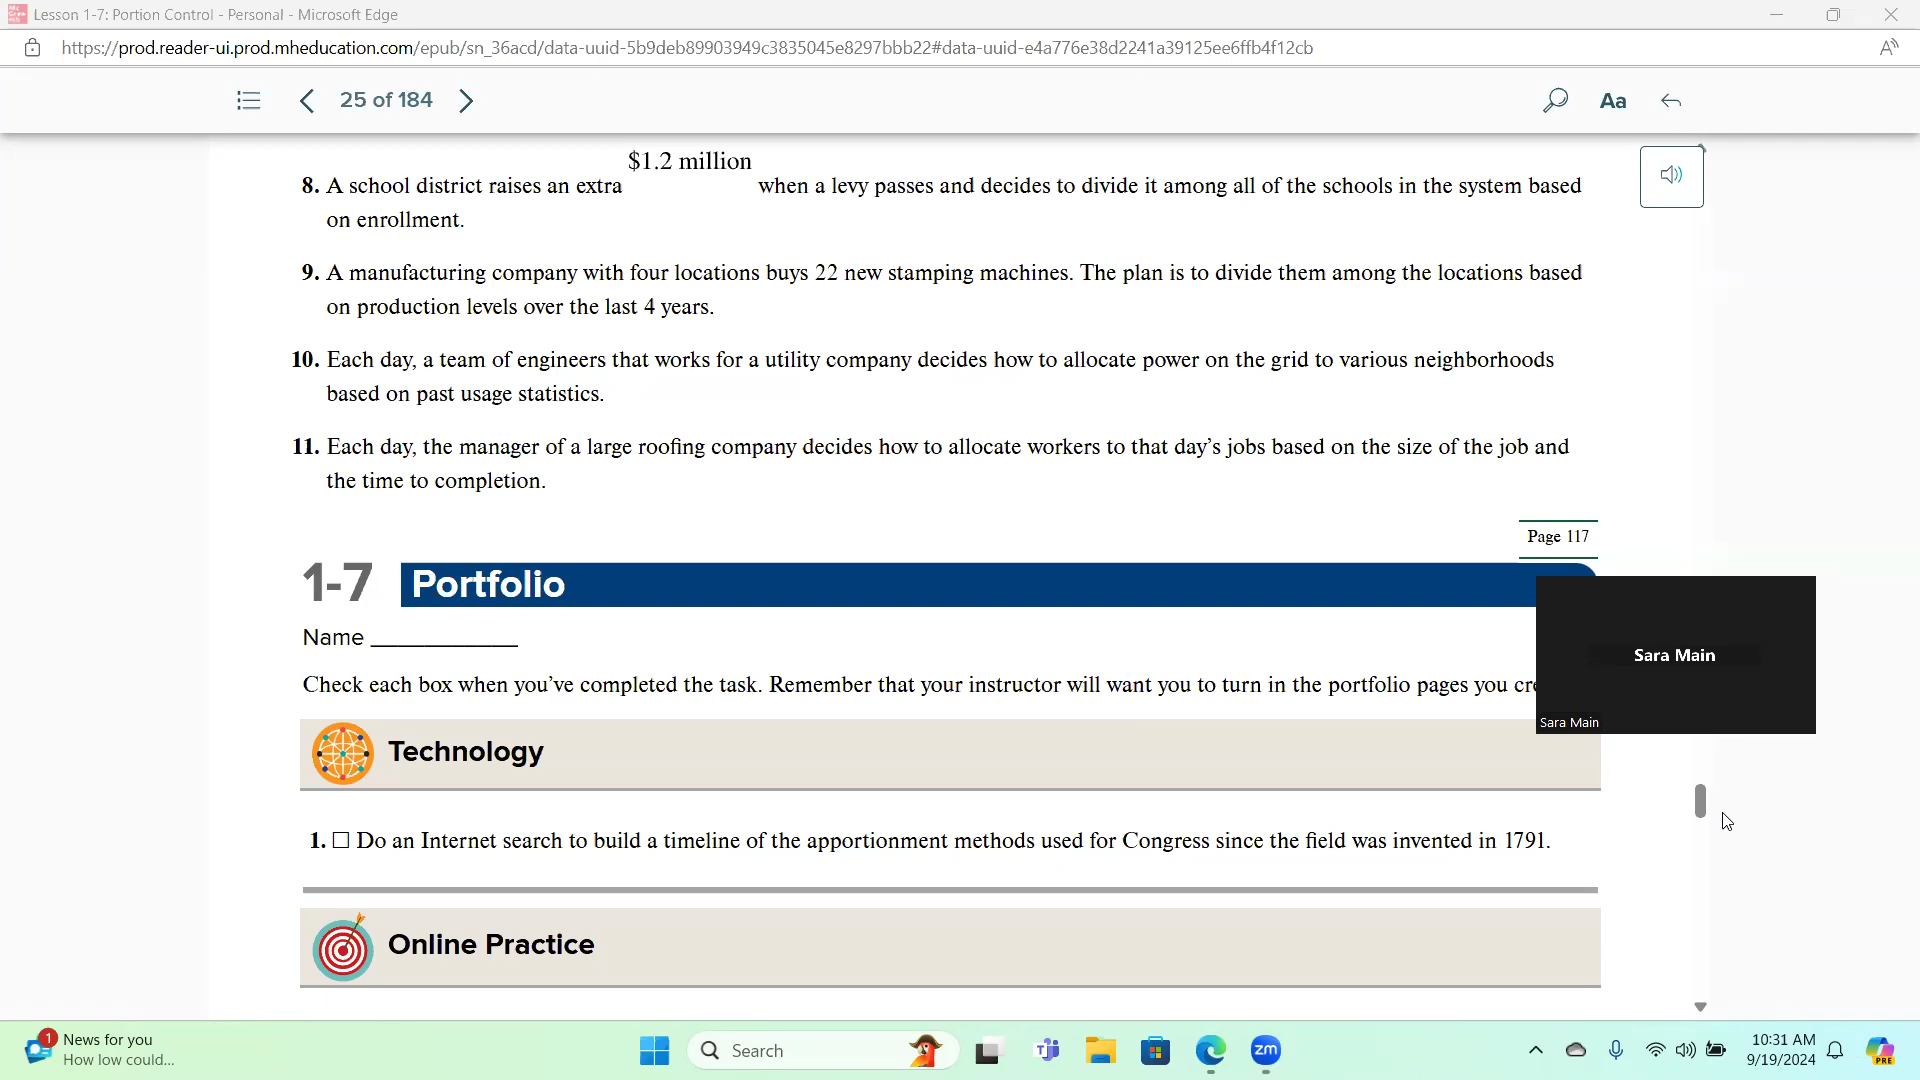 Lesson 1-7: Portion Control - Personal - Microsoft Edge
https://prod.reader-ui.prod.mheducation.com/epub/sn_36acd/data-uuid-5b9deb89903949c3835045e8297bbb22#data-uuid-e4a776e38d2241a39125ee6ffb4f12cb
25 of 184
Aa
8. A school district raises an extra $1.2 million when a levy passes and decides to divide it among all of the schools in the system based
on enrollment.
9. A manufacturing company with four locations buys 22 new stamping machines. The plan is to divide them among the locations based
on production levels over the last 4 years.
10. Each day, a team of engineers that works for a utility company decides how to allocate power on the grid to various neighborhoods
based on past usage statistics.
11. Each day, the manager of a large roofing company decides how to allocate workers to that day's jobs based on the size of the job and
the time to completion.
Page 117
1-7 Portfolio
Name ____________
Check each box when you've completed the task. Remember that your instructor will want you to turn in the portfolio pages you
Sara Main
Sara Main
Technology
1. ☐ Do an Internet search to build a timeline of the apportionment methods used for Congress since the field was invented in 1791.
Online Practice
1
News for you
How low could...
Search
zm
10:31 AM
9/19/2024
PRE